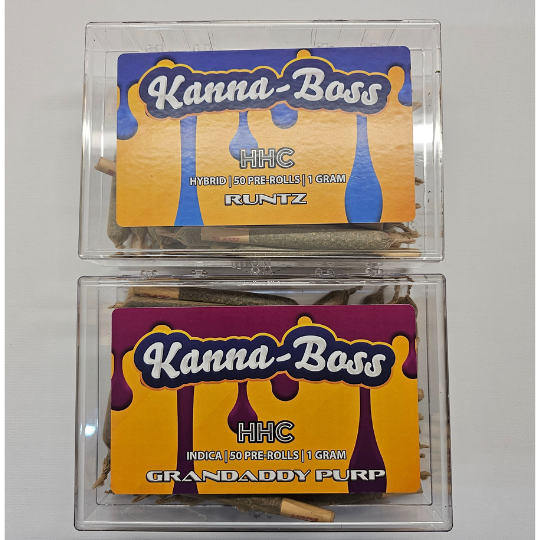 Kanna-Boss
HHC
HYBRID | 50 PRE-ROLLS | 1 GRAM
RUNTZ
Kanna-Boss
HHC
INDICA | 50 PRE-ROLLS | 1 GRAM
GRANDADDY PURP